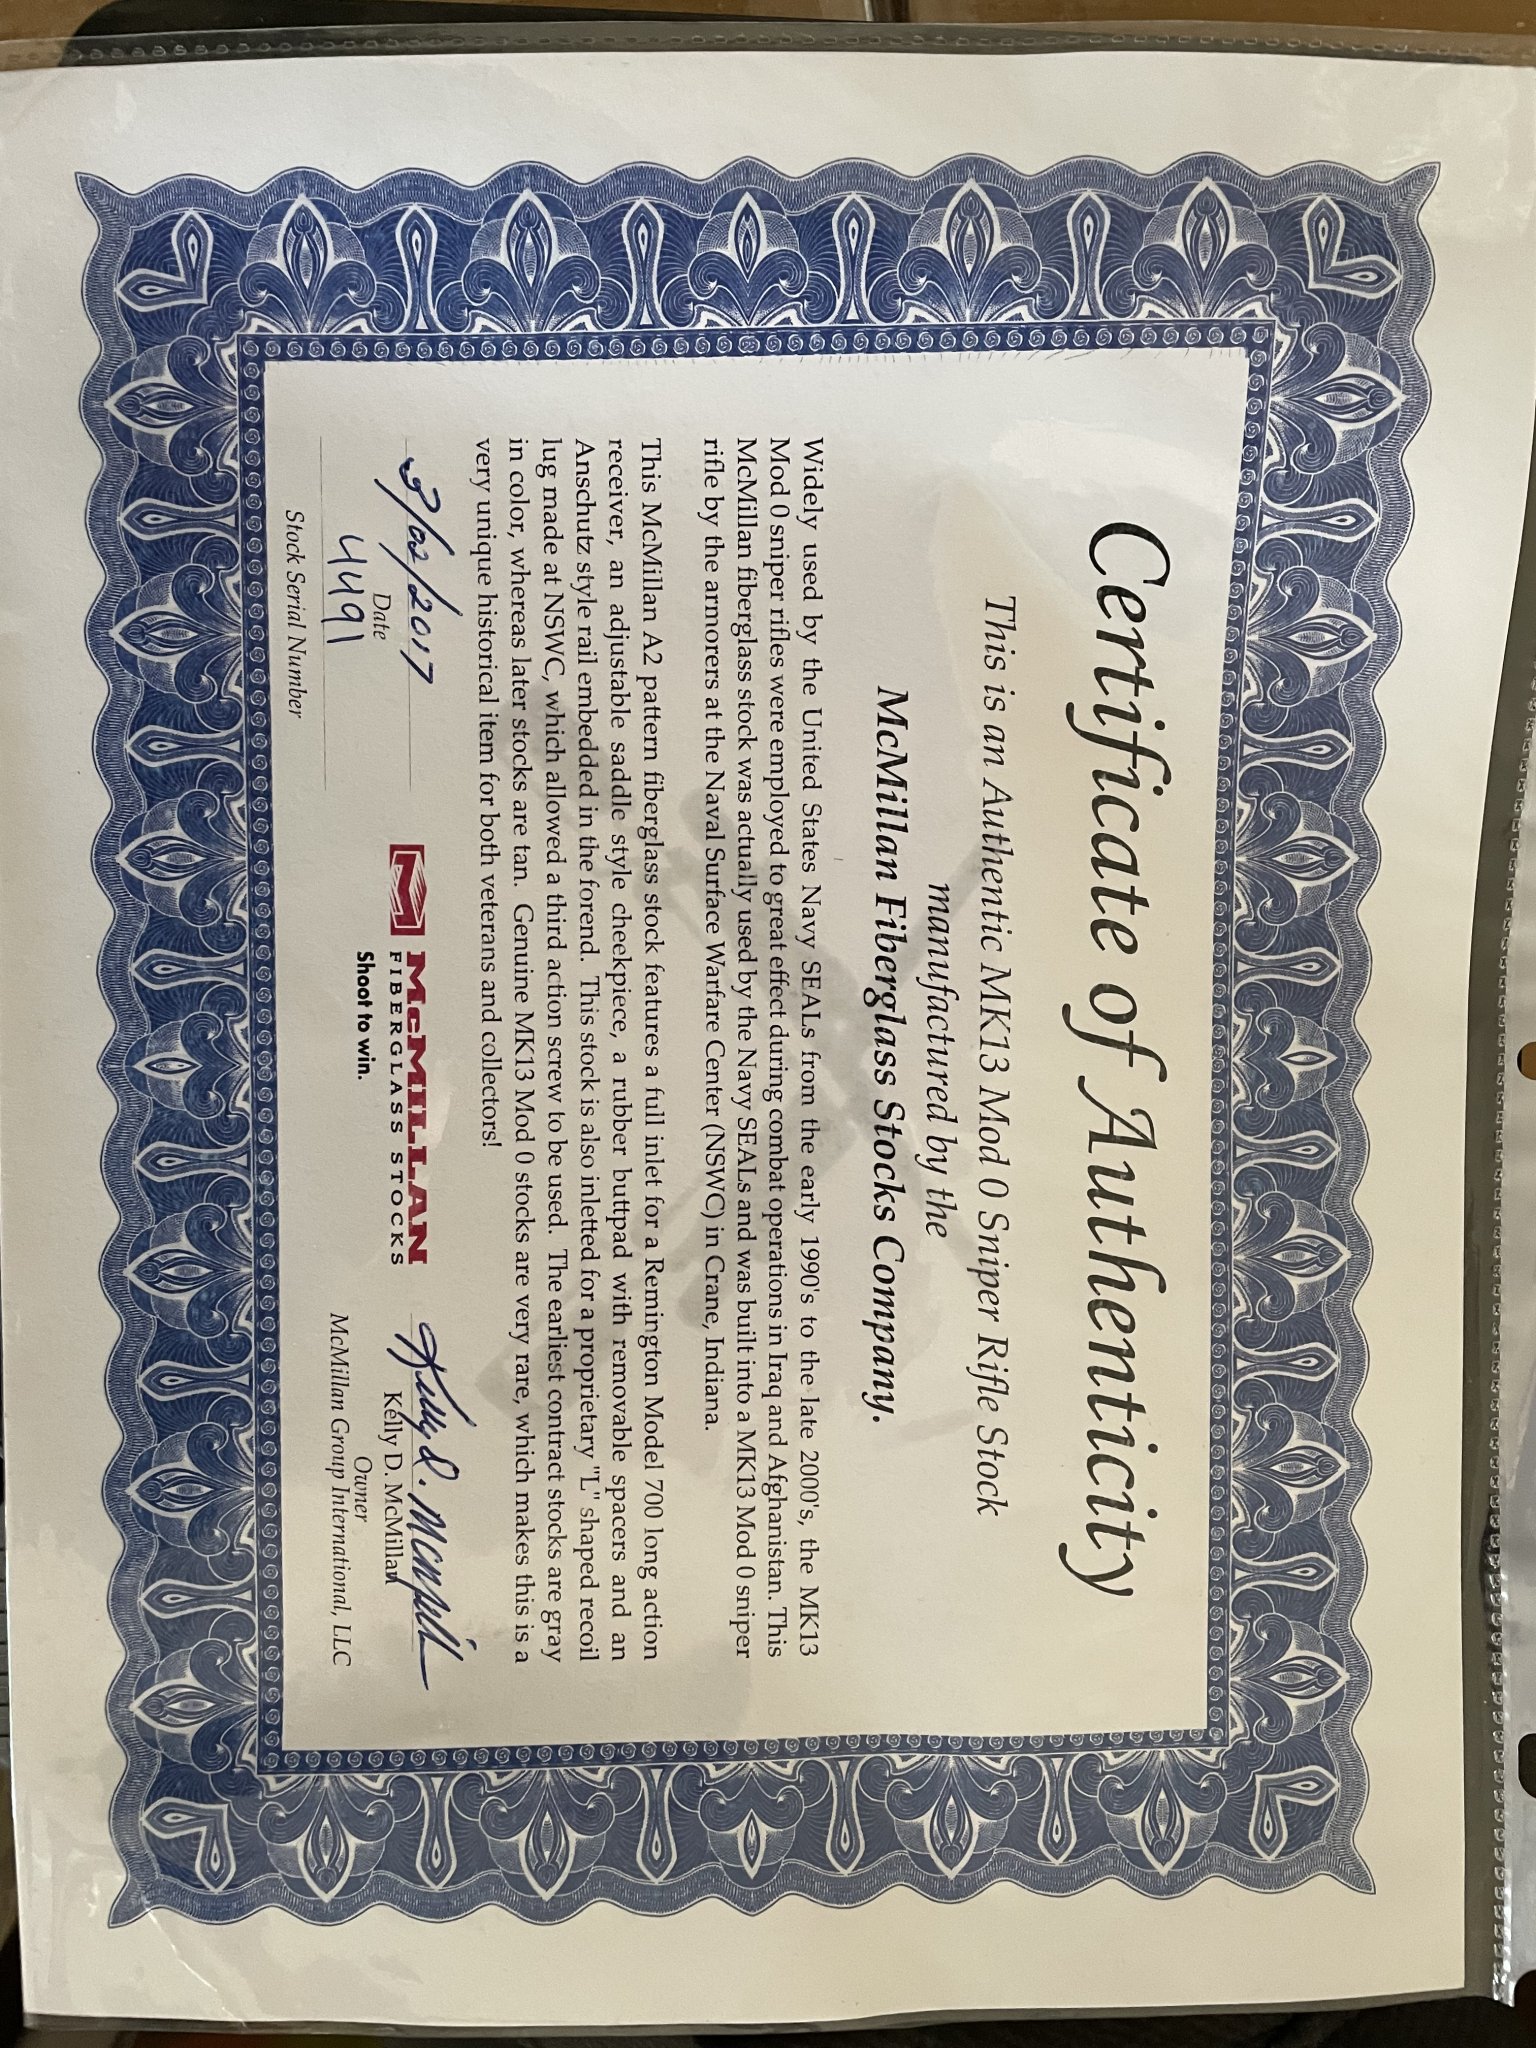 Certificate of Authenticity
This is an Authentic MK13 Mod 0 Sniper Rifle Stock
manufactured by the
McMillan Fiberglass Stocks Company.
Widely used by the United States Navy SEALs from the early 1990's to the late 2000's, the MK13
Mod 0 sniper rifles were employed to great effect during combat operations in Iraq and Afghanistan. This
McMillan fiberglass stock was actually used by the Navy SEALs and was built into a MK13 Mod 0 sniper
rifle by the armorers at the Naval Surface Warfare Center (NSWC) in Crane, Indiana.
This McMillan A2 pattern fiberglass stock features a full inlet for a Remington Model 700 long action
receiver, an adjustable saddle style cheekpiece, a rubber buttpad with removable spacers and an
Anschutz style rail embedded in the forend. This stock is also inletted for a proprietary "L" shaped recoil
lug made at NSWC, which allowed a third action screw to be used. The earliest contract stocks are gray
in color, whereas later stocks are tan. Genuine MK13 Mod 0 stocks are very rare, which makes this is a
very unique historical item for both veterans and collectors!
3/02/2017
Date
4491
Stock Serial Number
McMILLAN
FIBERGLASS STOCKS
Shoot to win.
Kelly D. McMillan
Kelly D. McMillan
Owner
McMillan Group International, LLC